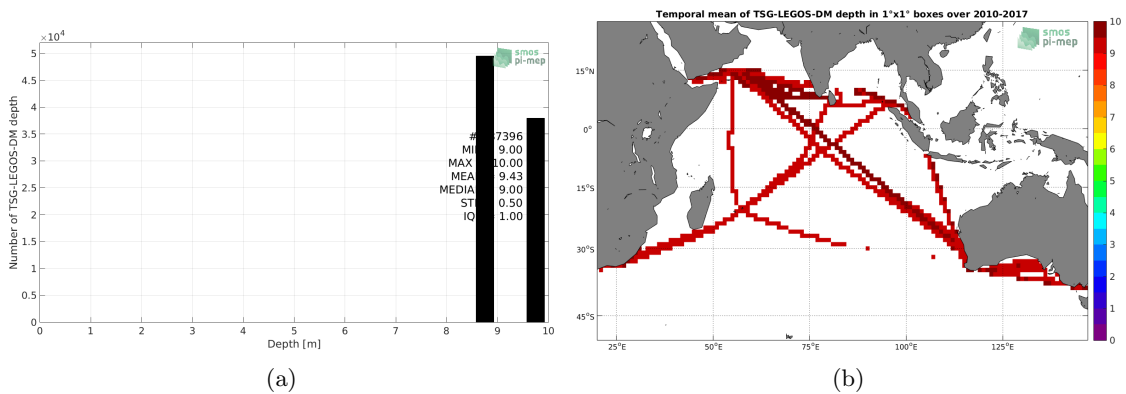 Temporal mean of TSG-LEGOS-DM depth in 1°x1° boxes over 2010-2017
×10⁴
Number of TSG-LEGOS-DM depth
5
4.5
4
3.5
3
2.5
2
1.5
1
0.5
0
smos
pi-mep
7396
9.00
MAX 10.00
9.43
9.00
0.50
1.00
0 1 2 3 4 5 6 7 8 9 10
Depth [m]
(a)
smos
pi-mep
15°N
0°
15°S
30°S
45°S
25°E 50°E 75°E 100°E 125°E
10
9
8
7
6
5
4
3
2
1
0
(b)